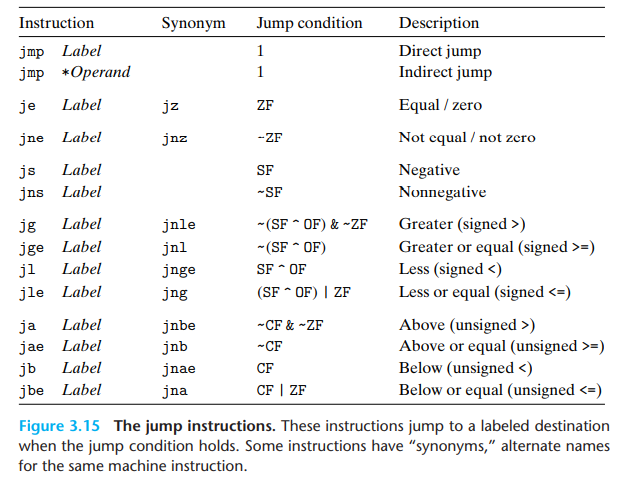 Instruction Synonym Jump condition Description
jmp Label 1 Direct jump
jmp *Operand 1 Indirect jump
je Label jz ZF Equal / zero
jne Label jnz ~ZF Not equal / not zero
js Label SF Negative
jns Label ~SF Nonnegative
jg Label jnle ~(SF ^ OF) & ~ZF Greater (signed >)
jge Label jnl ~(SF ^ OF) Greater or equal (signed >=)
jl Label jnge SF ^ OF Less (signed <)
jle Label jng (SF ^ OF) | ZF Less or equal (signed <=)
ja Label jnbe ~CF & ~ZF Above (unsigned >)
jae Label jnb ~CF Above or equal (unsigned >=)
jb Label jnae CF Below (unsigned <)
jbe Label jna CF | ZF Below or equal (unsigned <=)
Figure 3.15 The jump instructions. These instructions jump to a labeled destination
when the jump condition holds. Some instructions have “synonyms,” alternate names
for the same machine instruction.